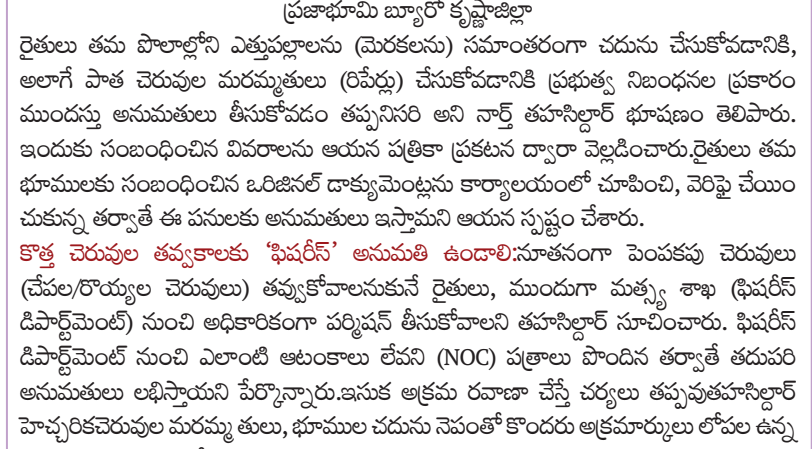 ప్రజాభూమి బ్యూరో కృష్ణాజిల్లా
రైతులు తమ పొలాల్లోని ఎత్తుపల్లాలను (మెరకలను) సమాంతరంగా చదును చేసుకోవడానికి,
అలాగే పాత చెరువుల మరమ్మతులు (రిపేర్లు) చేసుకోవడానికి ప్రభుత్వ నిబంధనల ప్రకారం
ముందస్తు అనుమతులు తీసుకోవడం తప్పనిసరి అని నార్త్ తహసిల్దార్ భూషణం తెలిపారు.
ఇందుకు సంబంధించిన వివరాలను ఆయన పత్రికా ప్రకటన ద్వారా వెల్లడించారు.రైతులు తమ
భూములకు సంబంధించిన ఒరిజినల్ డాక్యుమెంట్లను కార్యాలయంలో చూపించి, వెరిఫై చేయిం
చుకున్న తర్వాతే ఈ పనులకు అనుమతులు ఇస్తామని ఆయన స్పష్టం చేశారు.
కొత్త చెరువుల తవ్వకాలకు ‘ఫిషరీస్’ అనుమతి ఉండాలి:నూతనంగా పెంపకపు చెరువులు
(చేపల/రొయ్యల చెరువులు) తవ్వుకోవాలనుకునే రైతులు, ముందుగా మత్స్య శాఖ (ఫిషరీస్
డిపార్ట్‌మెంట్) నుంచి అధికారికంగా పర్మిషన్ తీసుకోవాలని తహసిల్దార్ సూచించారు. ఫిషరీస్
డిపార్ట్‌మెంట్ నుంచి ఎలాంటి ఆటంకాలు లేవని (NOC) పత్రాలు పొందిన తర్వాతే తదుపరి
అనుమతులు లభిస్తాయని పేర్కొన్నారు.ఇసుక అక్రమ రవాణా చేస్తే చర్యలు తప్పవుతహసిల్దార్
హెచ్చరికచెరువుల మరమ్మ తులు, భూముల చదును నెపంతో కొందరు అక్రమార్కులు లోపల ఉన్న